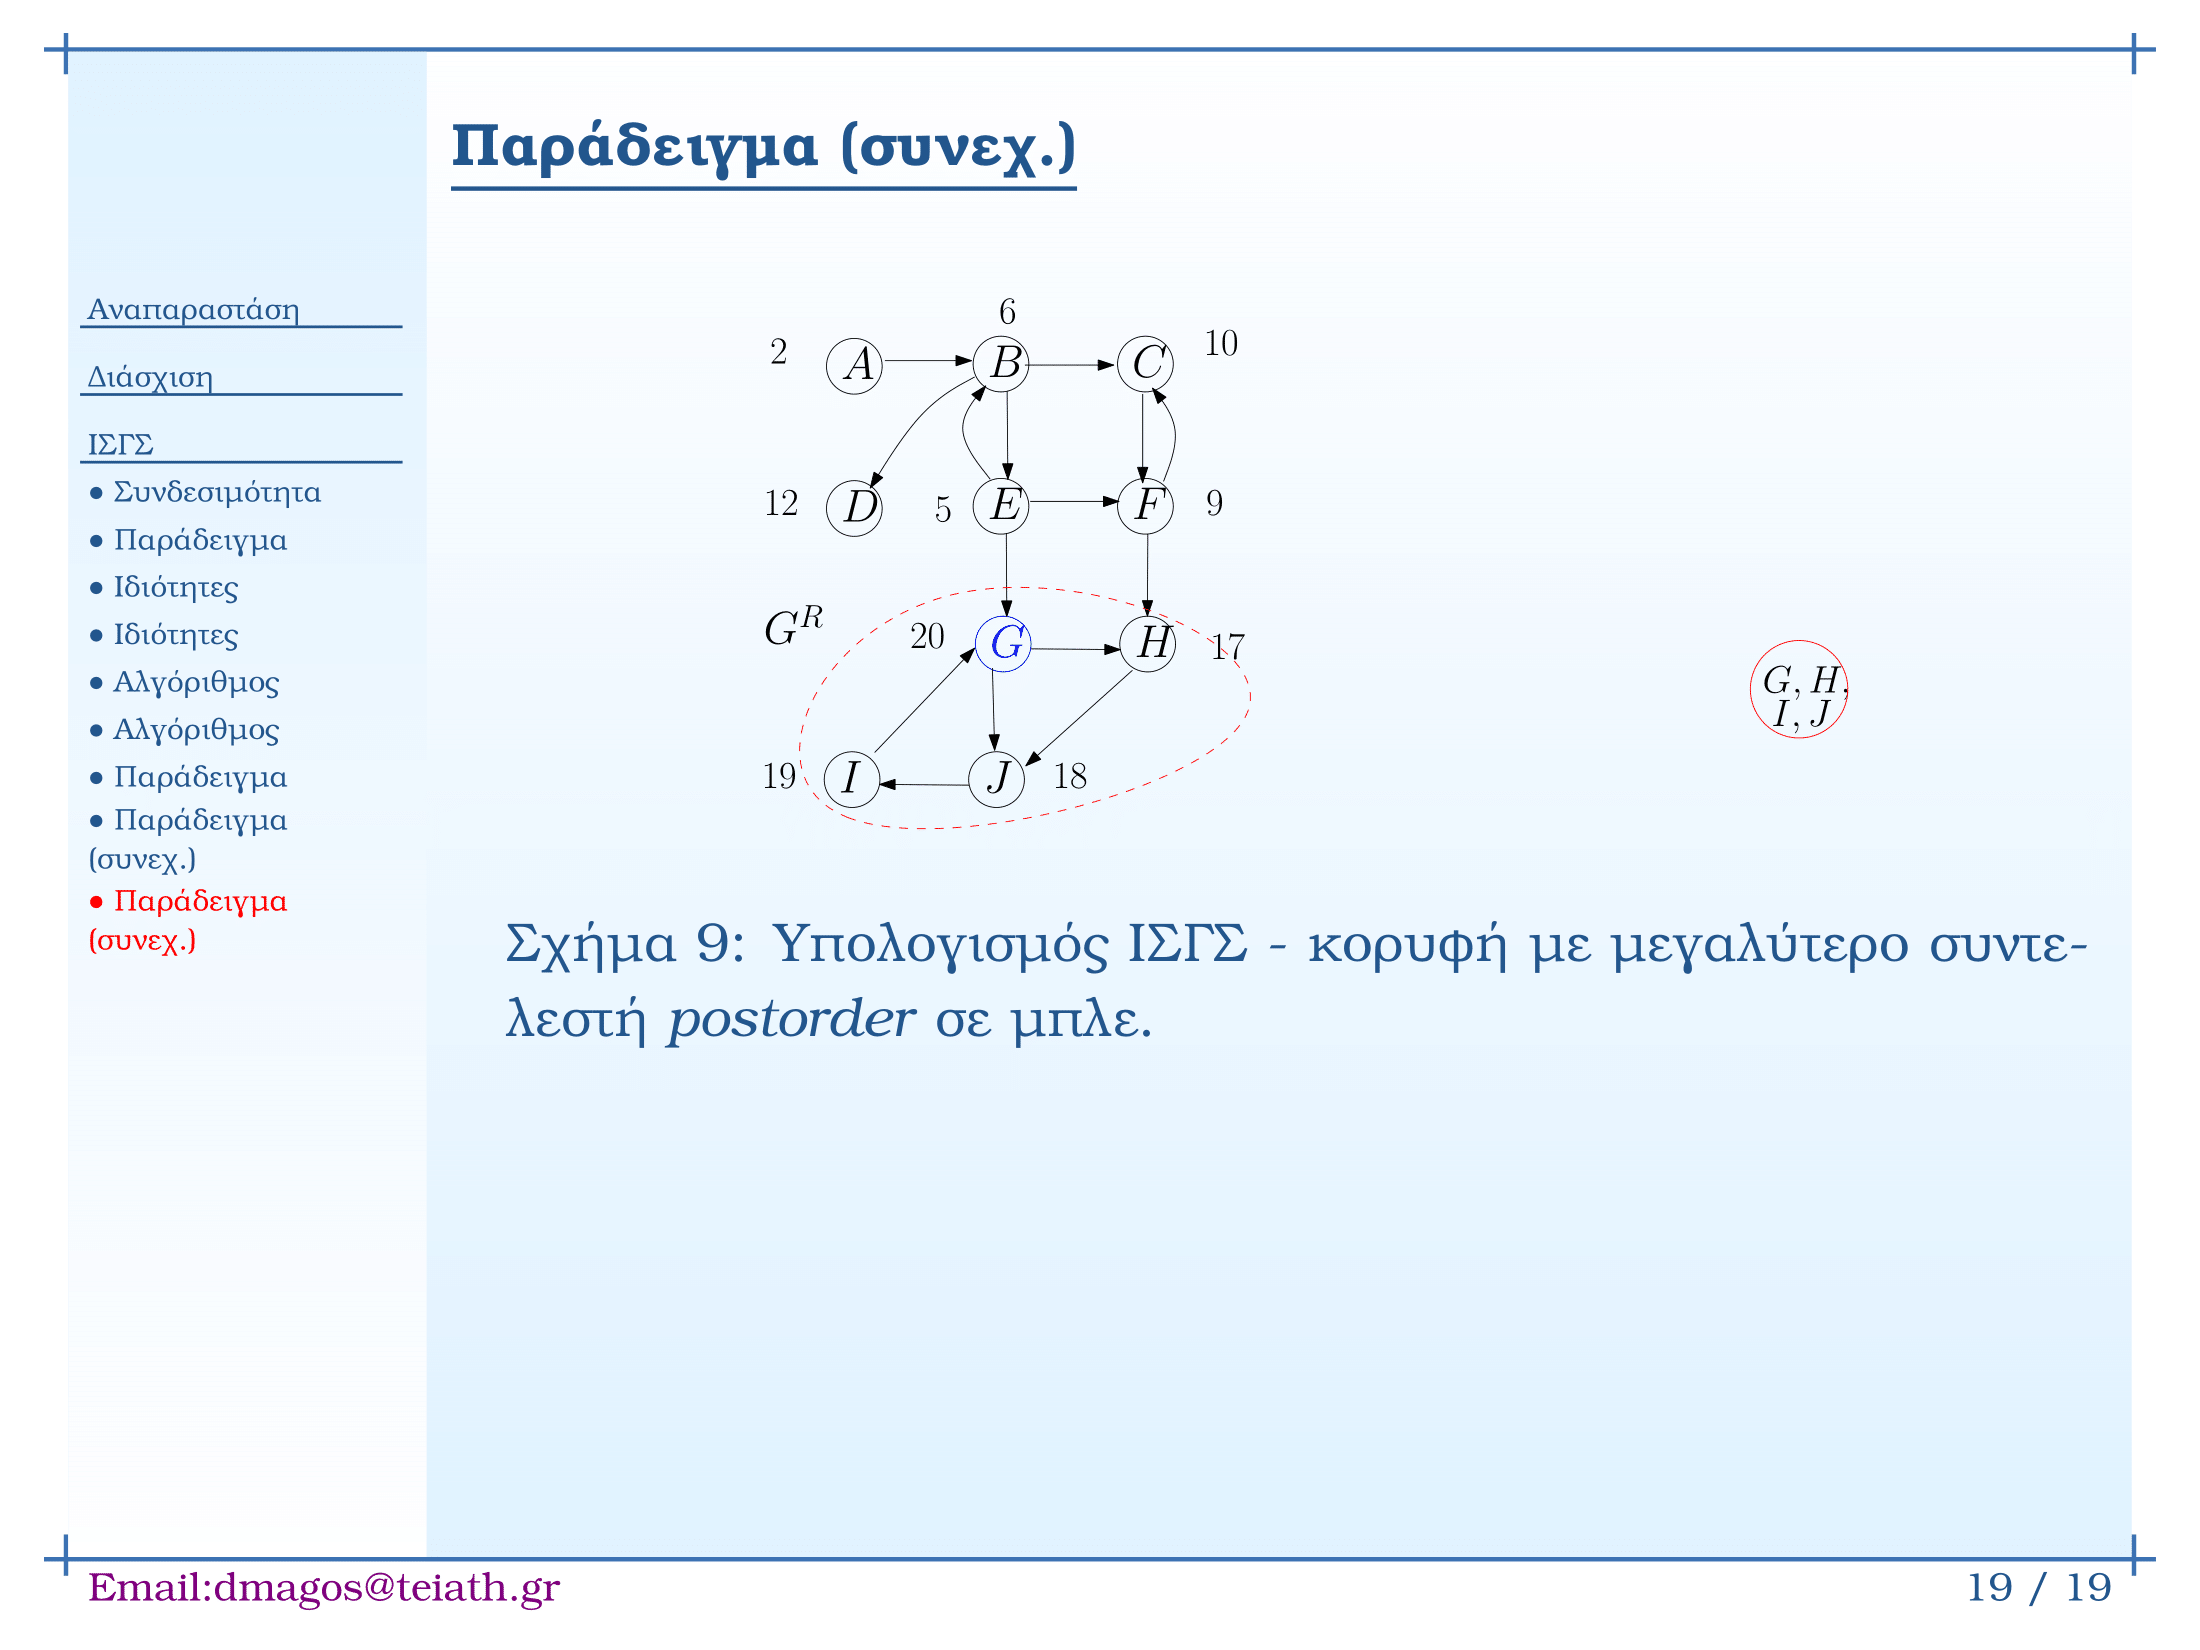 Παράδειγμα (συνεχ.)
Αναπαραστάση
Διάσχιση
ΙΣΓΣ
● Συνδεσιμότητα
● Παράδειγμα
● Ιδιότητες
● Ιδιότητες
● Αλγόριθμος
● Αλγόριθμος
● Παράδειγμα
● Παράδειγμα
(συνεχ.)
● Παράδειγμα
(συνεχ.)
6
2 A B C 10
12 D 5 E F 9
G^R 20 G H 17
19 I J 18
G, H,
I, J
Σχήμα 9: Υπολογισμός ΙΣΓΣ - κορυφή με μεγαλύτερο συντε-
λεστή postorder σε μπλε.
Email:dmagos@teiath.gr
19 / 19